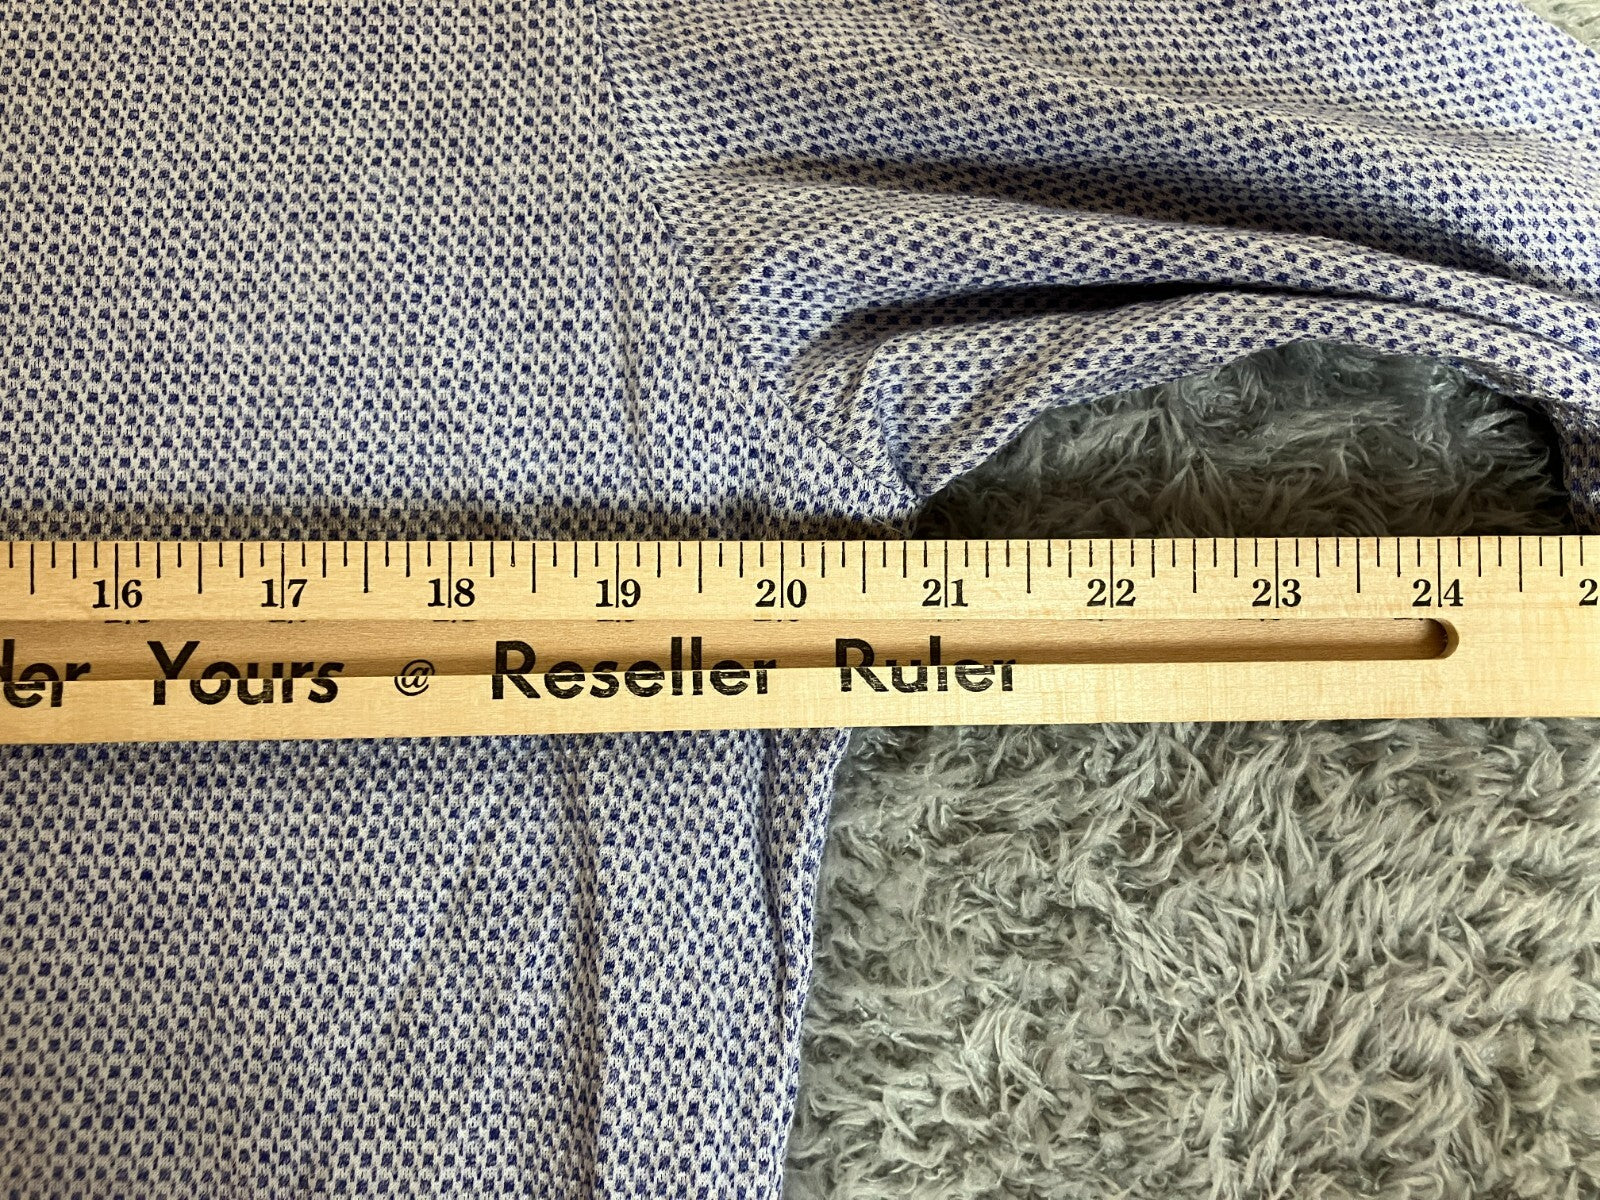 16 17 18 19 20 21 22 23 24
Yours @ Reseller Ruler